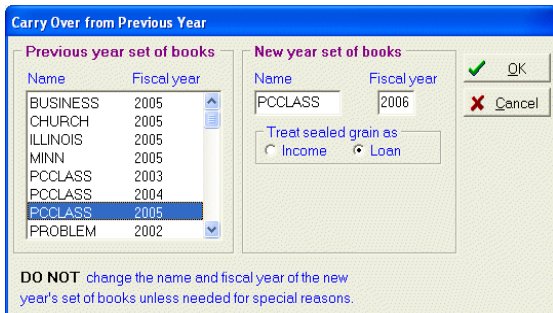 Carry Over from Previous Year
Previous year set of books
Name Fiscal year
BUSINESS 2005
CHURCH 2005
ILLINOIS 2005
MINN 2005
PCCLASS 2003
PCCLASS 2004
PCCLASS 2005
PROBLEM 2002
New year set of books
Name Fiscal year
PCCLASS 2006
Treat sealed grain as
Income Loan
OK
Cancel
DO NOT change the name and fiscal year of the new
year's set of books unless needed for special reasons.